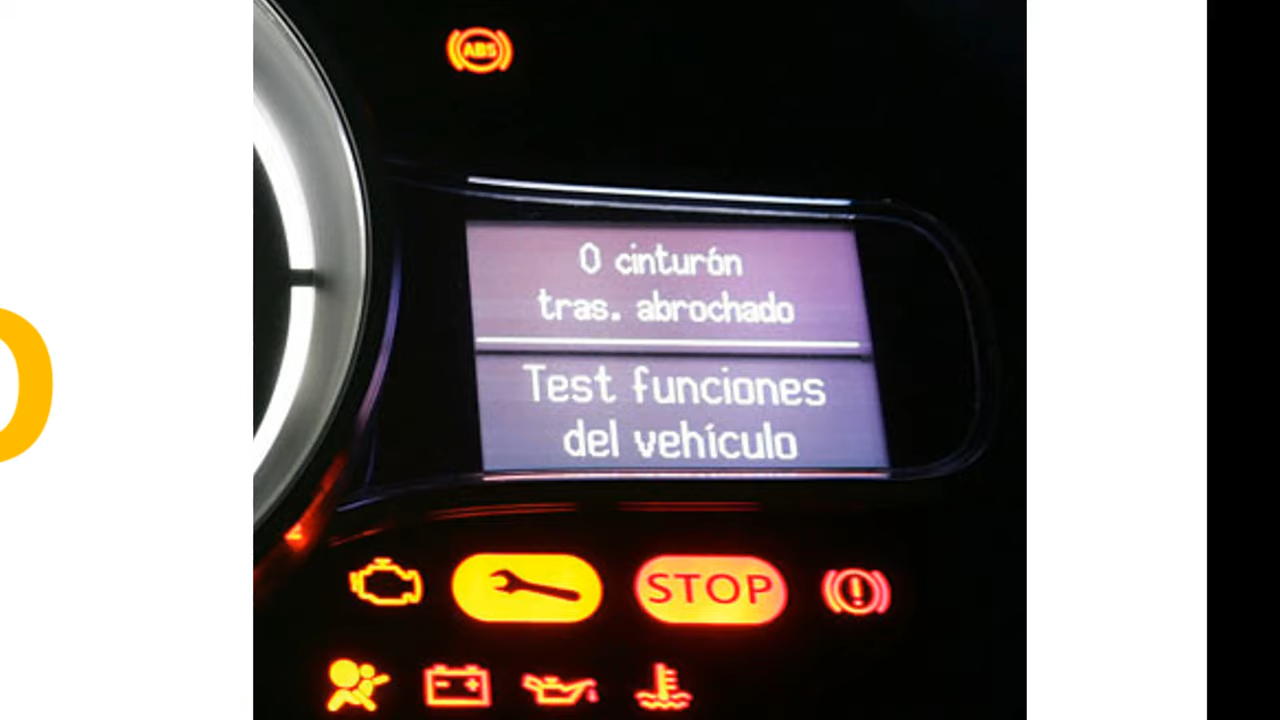 ABS
0 cinturón
tras. abrochado
Test funciones
del vehículo
STOP